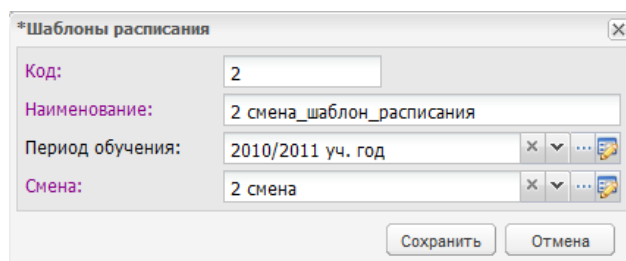 *Шаблоны расписания
Код: 2
Наименование: 2 смена_шаблон_расписания
Период обучения: 2010/2011 уч. год
Смена: 2 смена
Сохранить Отмена